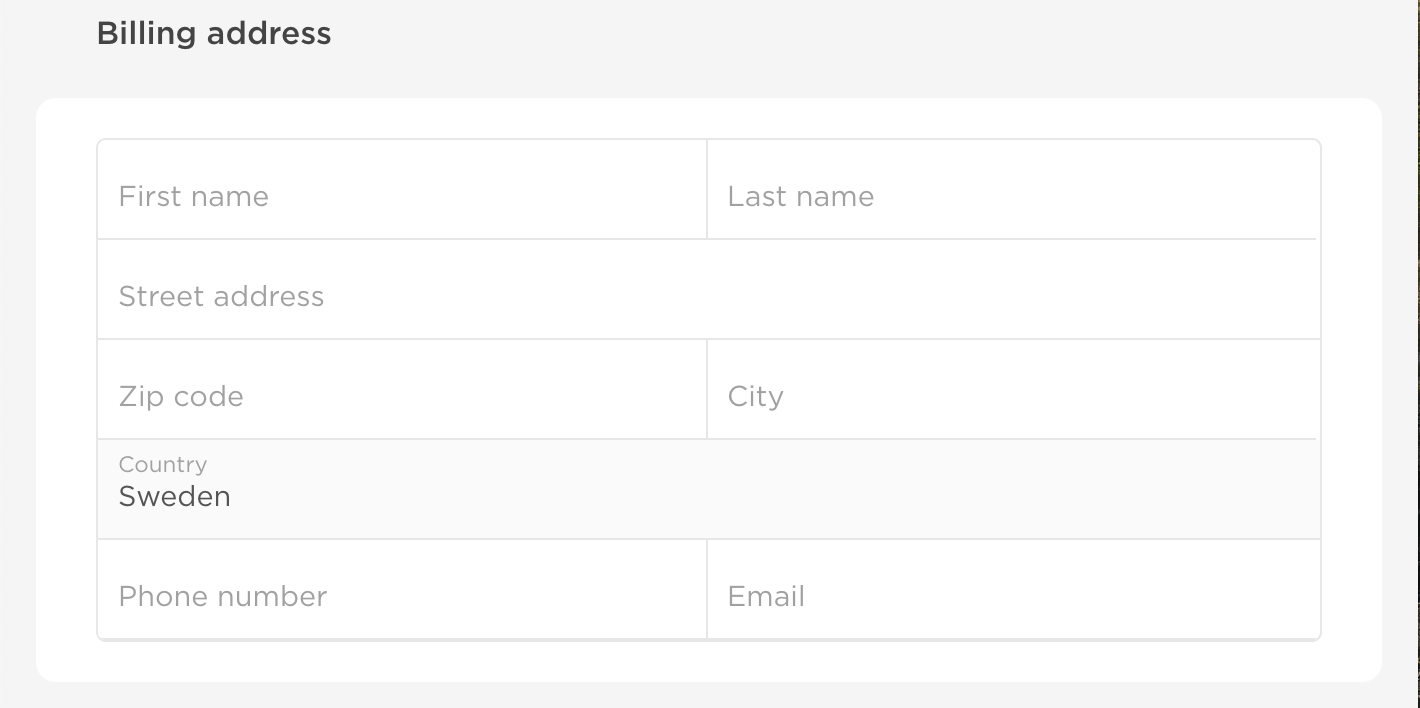 Billing address
First name
Last name
Street address
Zip code
City
Country
Sweden
Phone number
Email